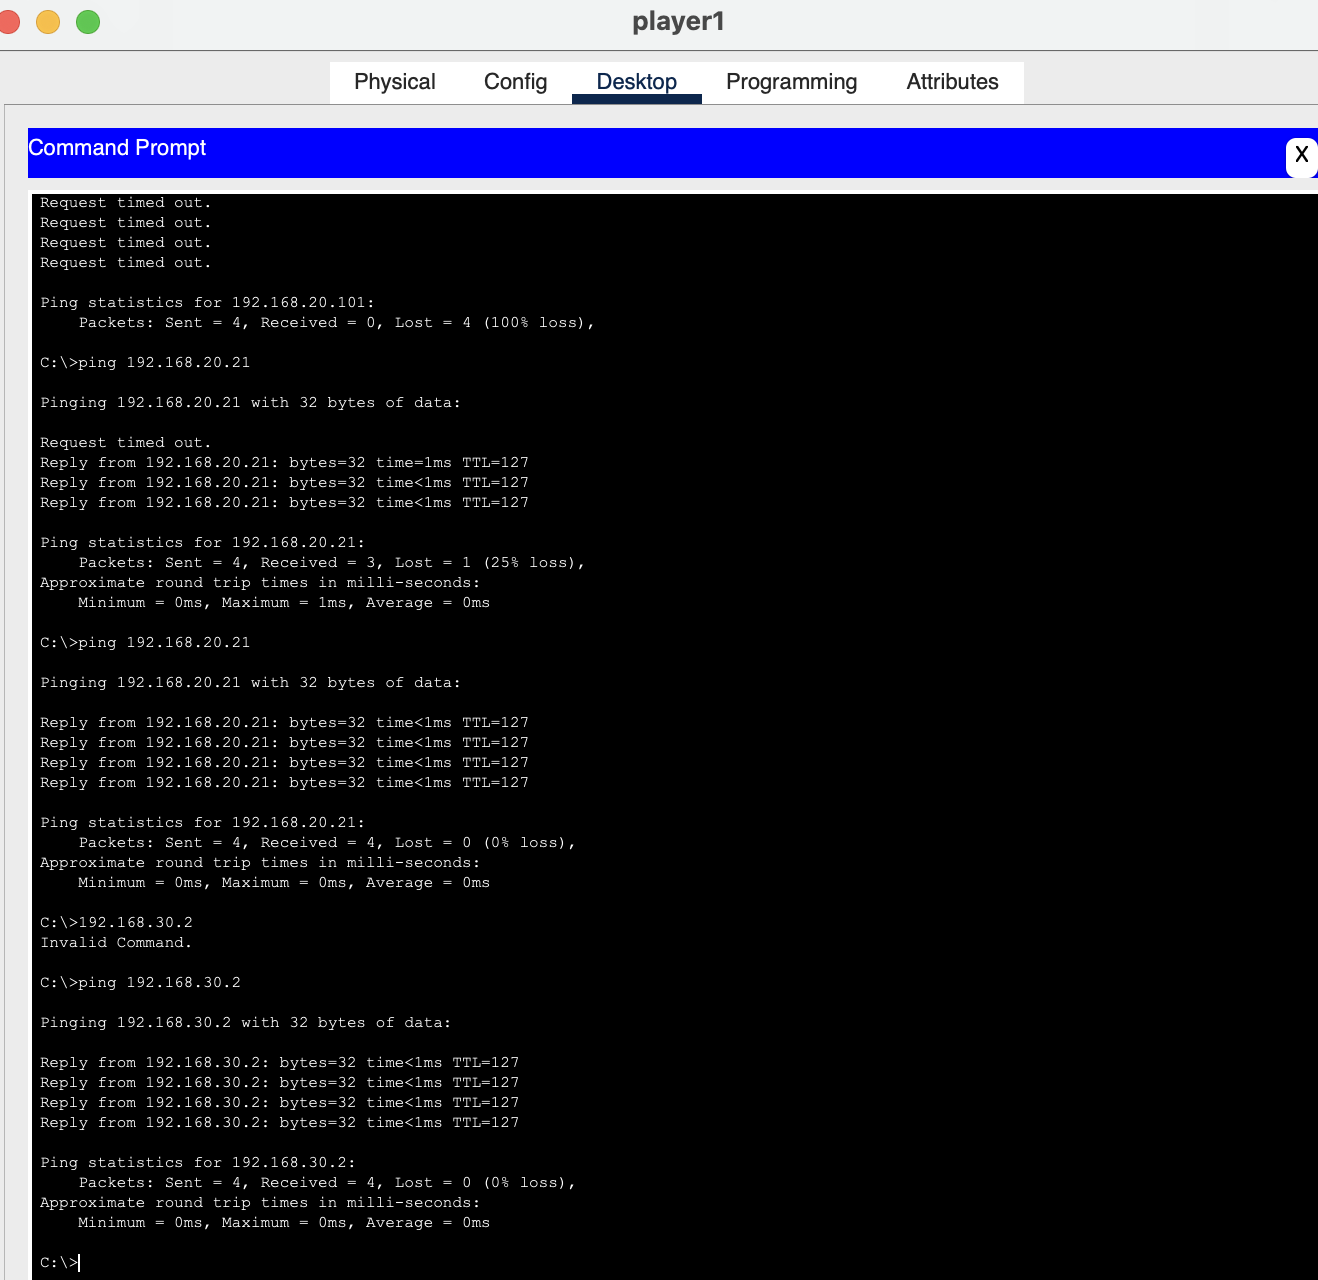 player1
Physical Config Desktop Programming Attributes
Command Prompt
X
Request timed out.
Request timed out.
Request timed out.
Request timed out.
Ping statistics for 192.168.20.101:
Packets: Sent = 4, Received = 0, Lost = 4 (100% loss),
C:\>ping 192.168.20.21
Pinging 192.168.20.21 with 32 bytes of data:
Request timed out.
Reply from 192.168.20.21: bytes=32 time=1ms TTL=127
Reply from 192.168.20.21: bytes=32 time<1ms TTL=127
Reply from 192.168.20.21: bytes=32 time<1ms TTL=127
Ping statistics for 192.168.20.21:
Packets: Sent = 4, Received = 3, Lost = 1 (25% loss),
Approximate round trip times in milli-seconds:
Minimum = 0ms, Maximum = 1ms, Average = 0ms
C:\>ping 192.168.20.21
Pinging 192.168.20.21 with 32 bytes of data:
Reply from 192.168.20.21: bytes=32 time<1ms TTL=127
Reply from 192.168.20.21: bytes=32 time<1ms TTL=127
Reply from 192.168.20.21: bytes=32 time<1ms TTL=127
Reply from 192.168.20.21: bytes=32 time<1ms TTL=127
Ping statistics for 192.168.20.21:
Packets: Sent = 4, Received = 4, Lost = 0 (0% loss),
Approximate round trip times in milli-seconds:
Minimum = 0ms, Maximum = 0ms, Average = 0ms
C:\>192.168.30.2
Invalid Command.
C:\>ping 192.168.30.2
Pinging 192.168.30.2 with 32 bytes of data:
Reply from 192.168.30.2: bytes=32 time<1ms TTL=127
Reply from 192.168.30.2: bytes=32 time<1ms TTL=127
Reply from 192.168.30.2: bytes=32 time<1ms TTL=127
Reply from 192.168.30.2: bytes=32 time<1ms TTL=127
Ping statistics for 192.168.30.2:
Packets: Sent = 4, Received = 4, Lost = 0 (0% loss),
Approximate round trip times in milli-seconds:
Minimum = 0ms, Maximum = 0ms, Average = 0ms
C:\>